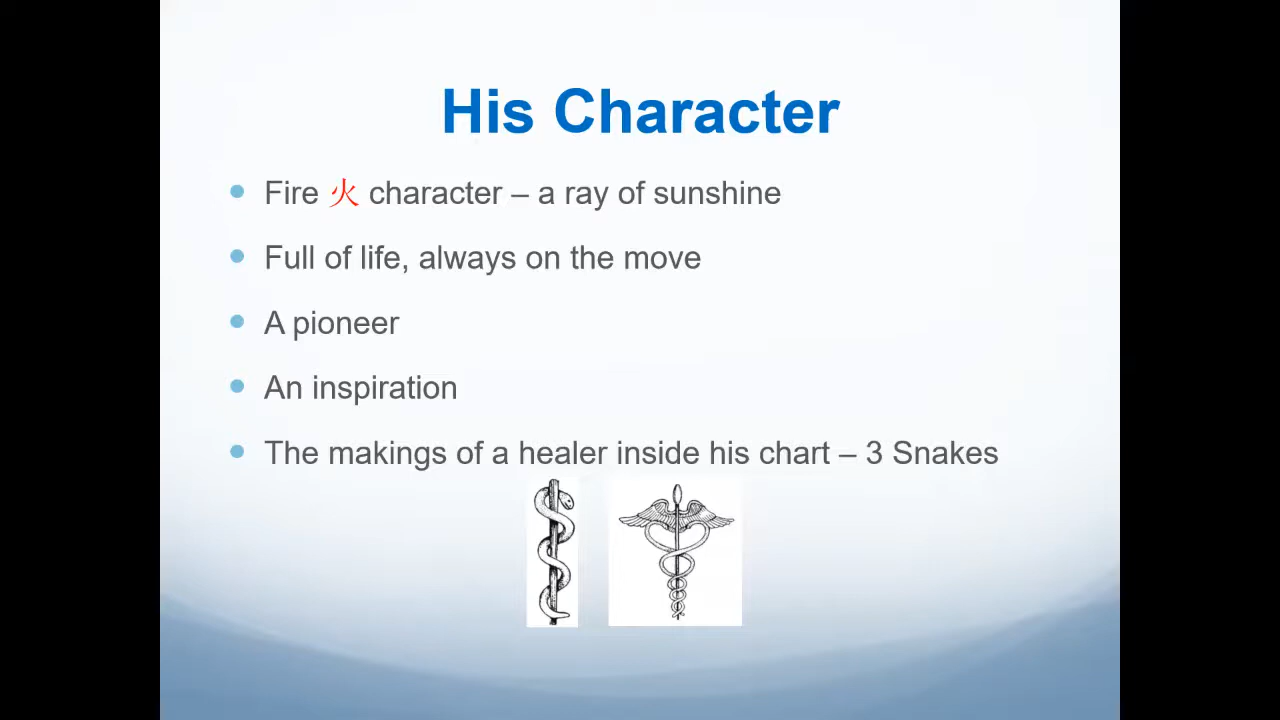 His Character
Fire 火 character – a ray of sunshine
Full of life, always on the move
A pioneer
An inspiration
The makings of a healer inside his chart – 3 Snakes